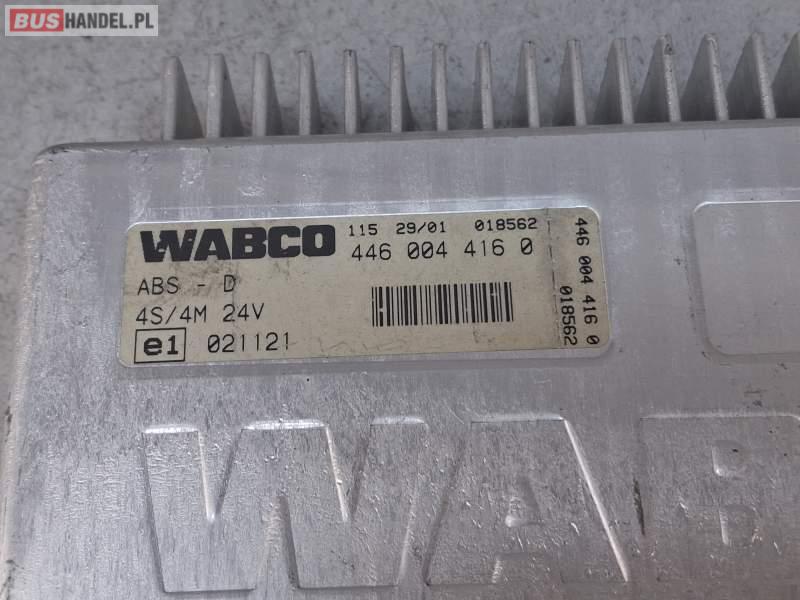 BUSHANDEL.PL
WABCO
115 29/01 018562
446 004 416 0
ABS - D
4S/4M 24V
e1 021121
446 004 416 0
018562
WAB